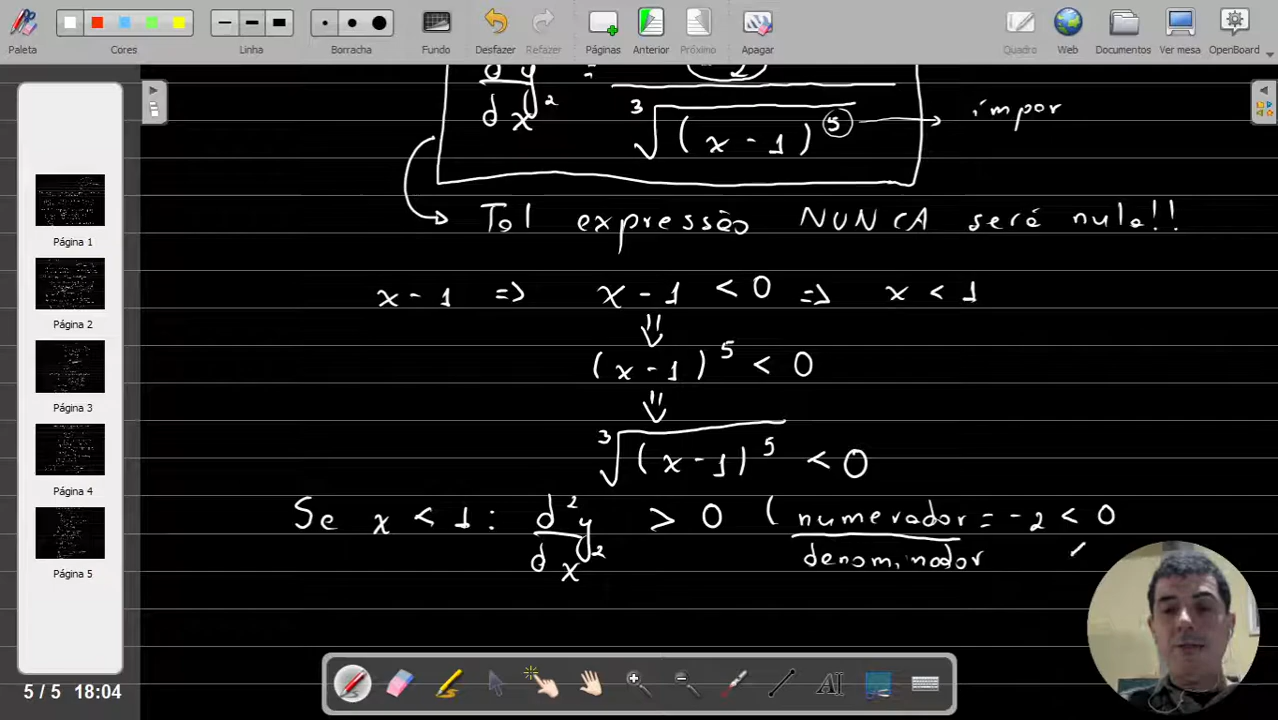 Paleta Cores Linha Borracha Fundo Desfazer Refazer Páginas Anterior Próximo Apagar Quadro Web Documentos Ver mesa OpenBoard
Página 1
Página 2
Página 3
Página 4
Página 5
5 / 5 18:04
d²y
dx² = -2
∛(x - 1)⁵ → impar
Tal expressão NUNCA será nula!!
x - 1 => x - 1 < 0 => x < 1
⇓
(x - 1)⁵ < 0
⇓
∛(x - 1)⁵ < 0
Se x < 1: d²y/dx² > 0 (numerador = -2 < 0
denominador